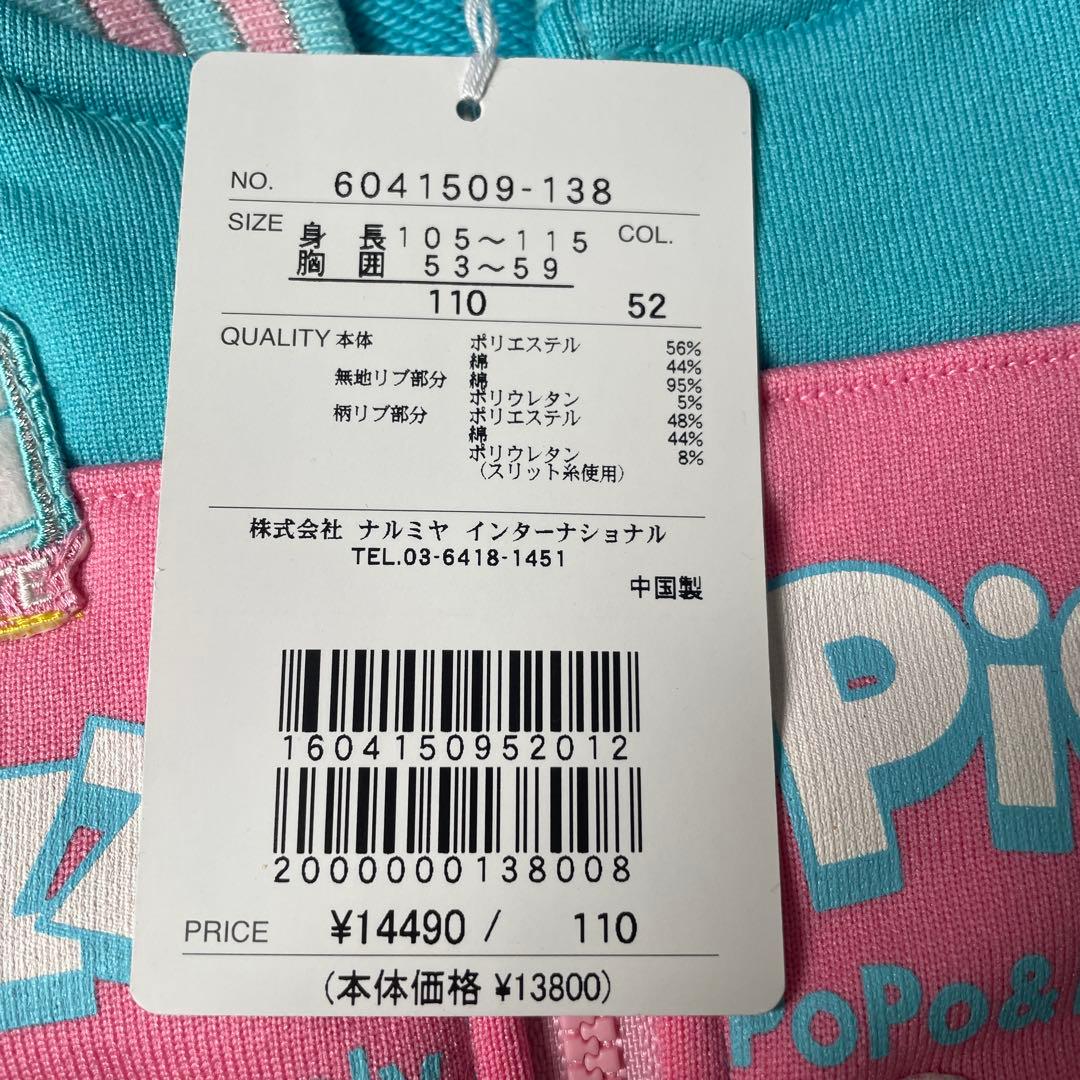 NO. 6041509-138
SIZE 身 長 105～115 COL.
胸 囲 53～59
110 52
QUALITY 本体 ポリエステル 56%
綿 44%
無地リブ部分 綿 95%
ポリウレタン 5%
柄リブ部分 ポリエステル 48%
綿 44%
ポリウレタン 8%
(スリット糸使用)
株式会社 ナルミヤ インターナショナル
TEL.03-6418-1451
中国製
1604150952012
2000000138008
PRICE ¥14490 / 110
(本体価格 ¥13800)
E
Pi
PoPo &